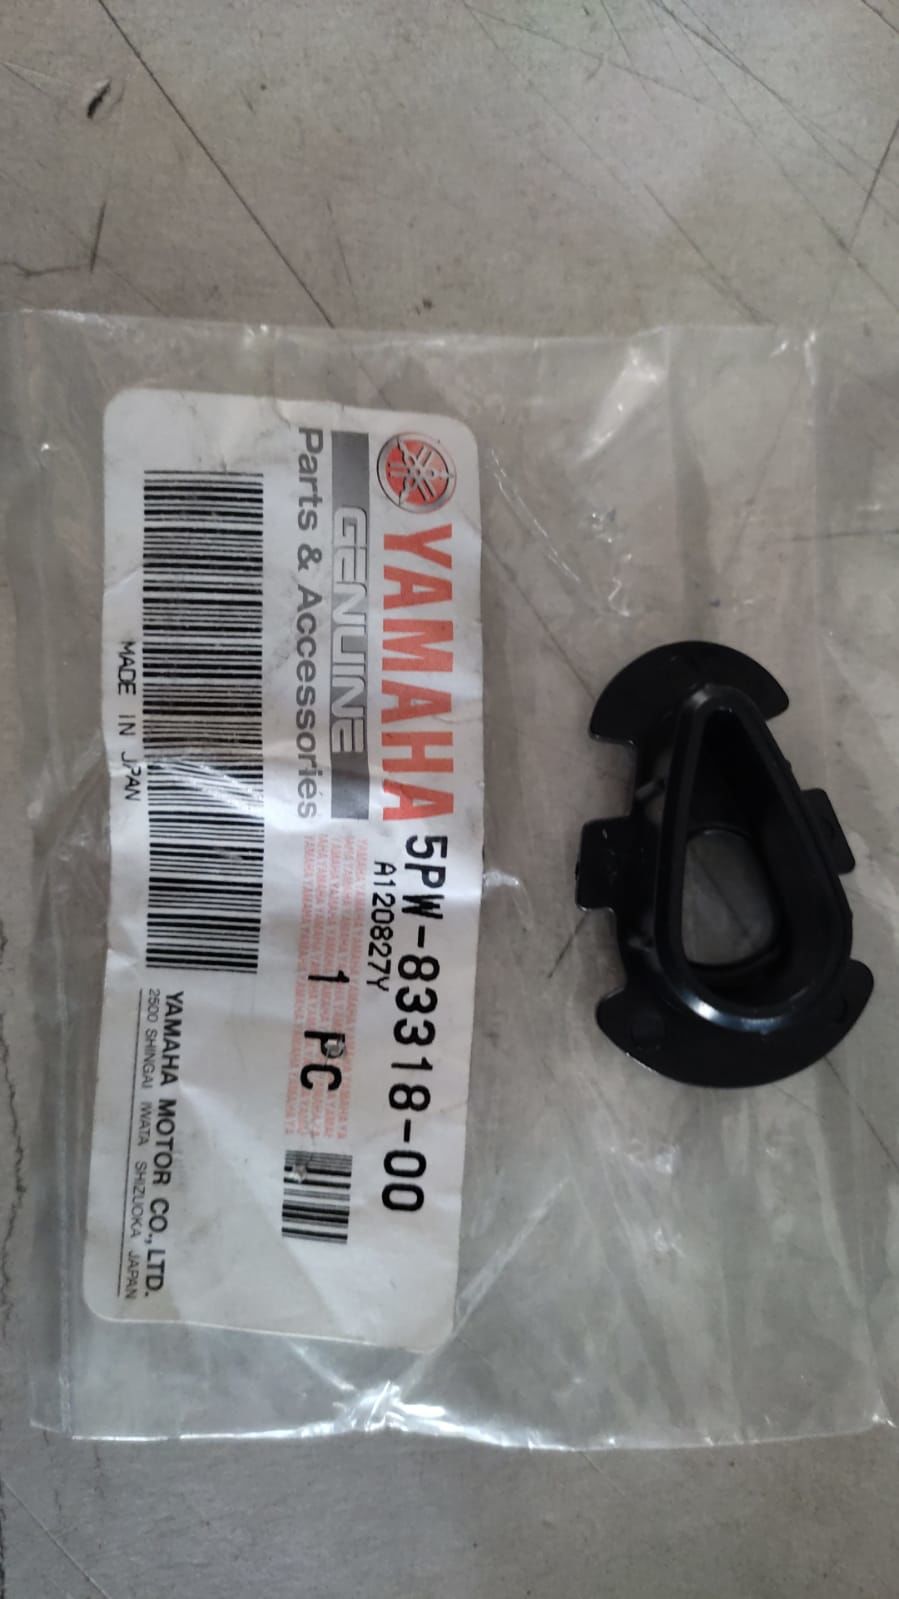 YAMAHA
GENUINE
Parts & Accessories
5PW-83318-00
A120827Y
1 PC
MADE IN JAPAN
YAMAHA MOTOR CO., LTD.
2500 SHINGAI IWATA SHIZUOKA JAPAN